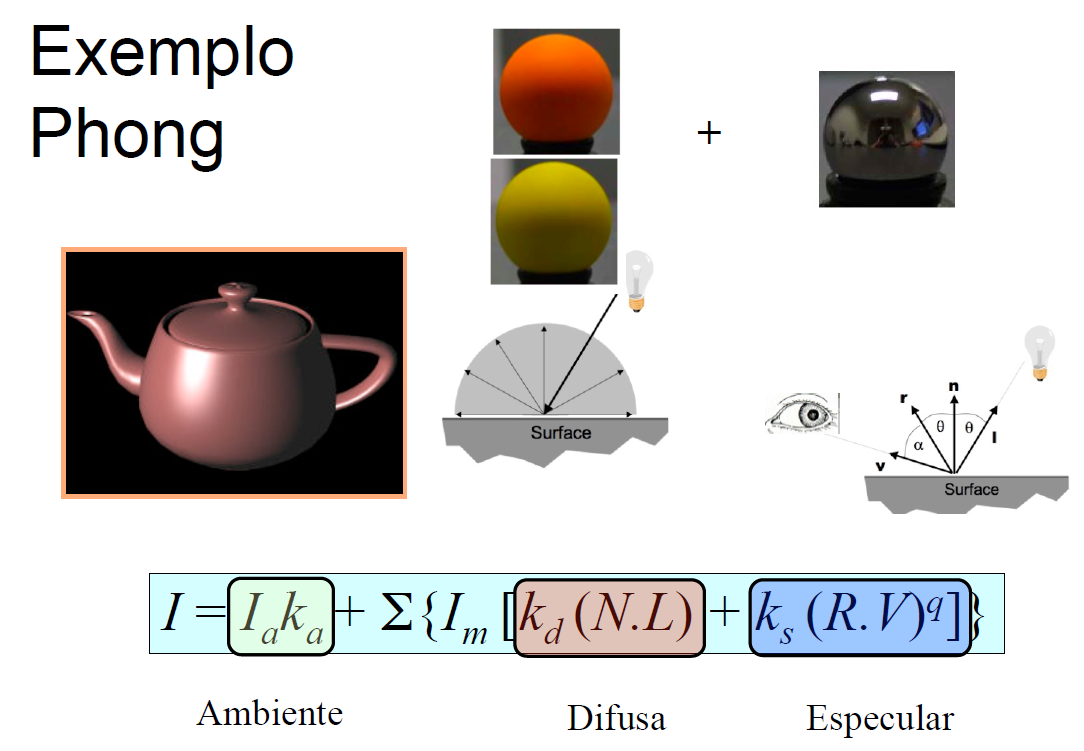 Exemplo
Phong
+
Surface
n
r
θ
θ
l
α
v
Surface
I = I_a k_a + Σ{I_m [k_d (N.L) + k_s (R.V)^q]}
Ambiente
Difusa
Especular